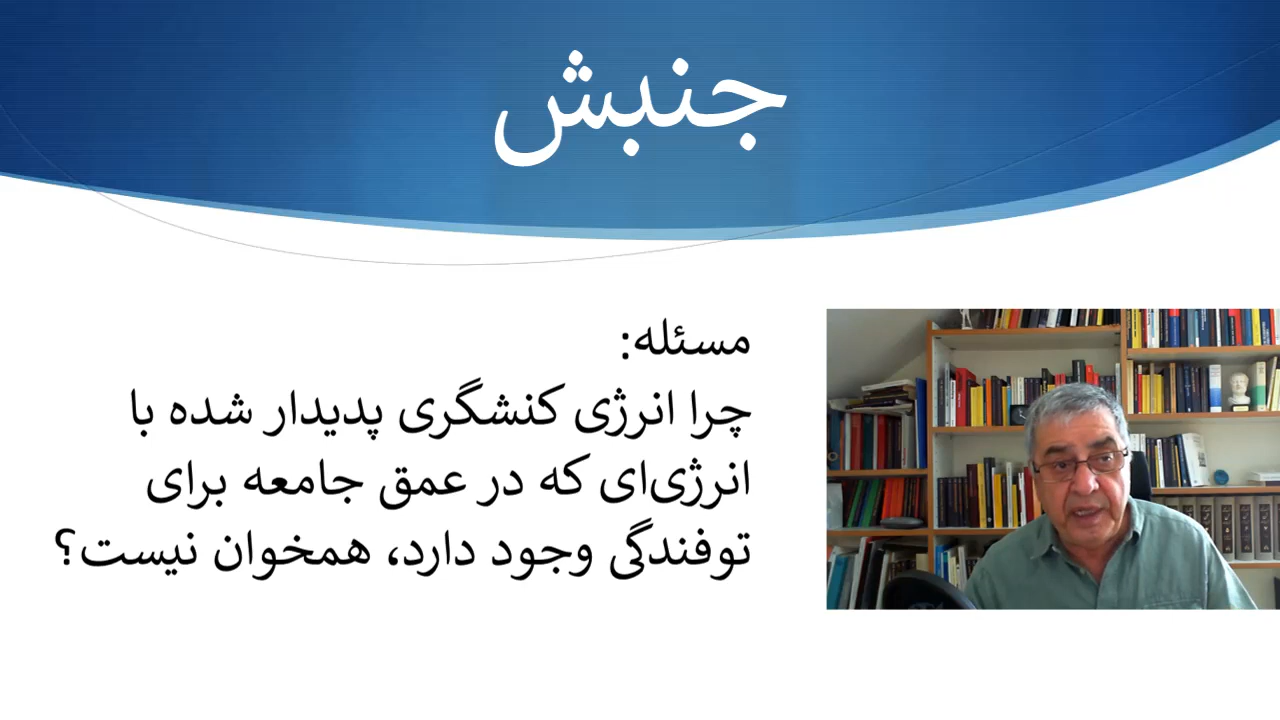 جنبش
مسئله:
چرا انرژی کنشگری پدیدار شده با
انرژی‌ای که در عمق جامعه برای
توفندگی وجود دارد، همخوان نیست؟